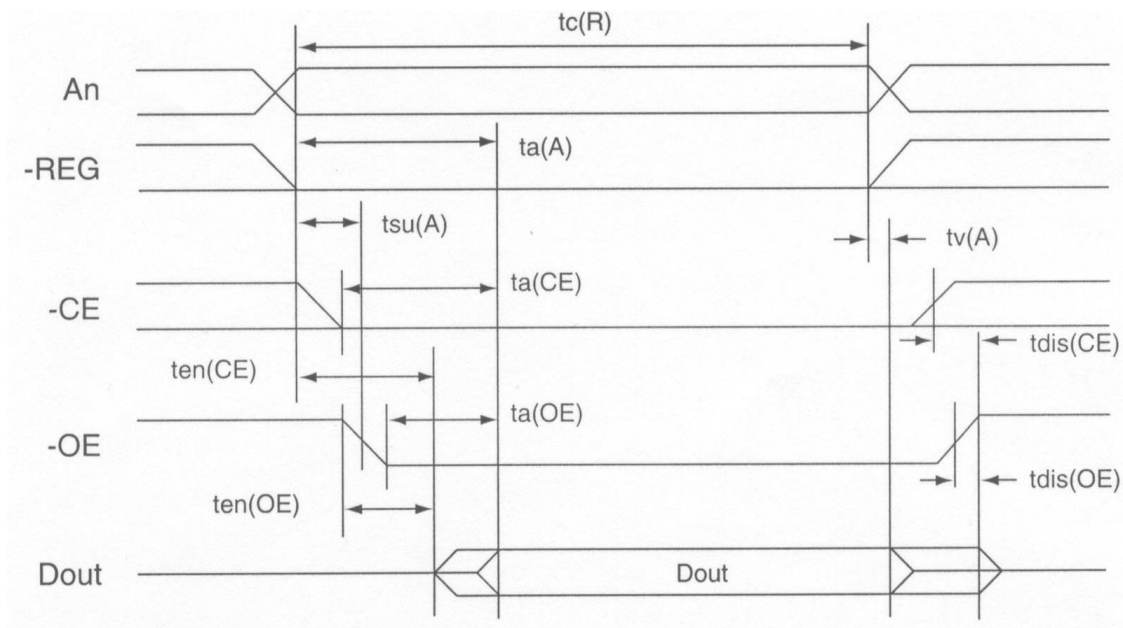 tc(R)
An
ta(A)
-REG
tsu(A)
tv(A)
ta(CE)
-CE
tdis(CE)
ten(CE)
ta(OE)
-OE
tdis(OE)
ten(OE)
Dout
Dout